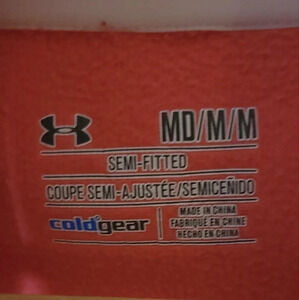 MD/M/M
SEMI-FITTED
COUPE SEMI-AJUSTÉE/SEMICEÑIDO
coldgear
MADE IN CHINA
FABRIQUÉ EN CHINE
HECHO EN CHINA